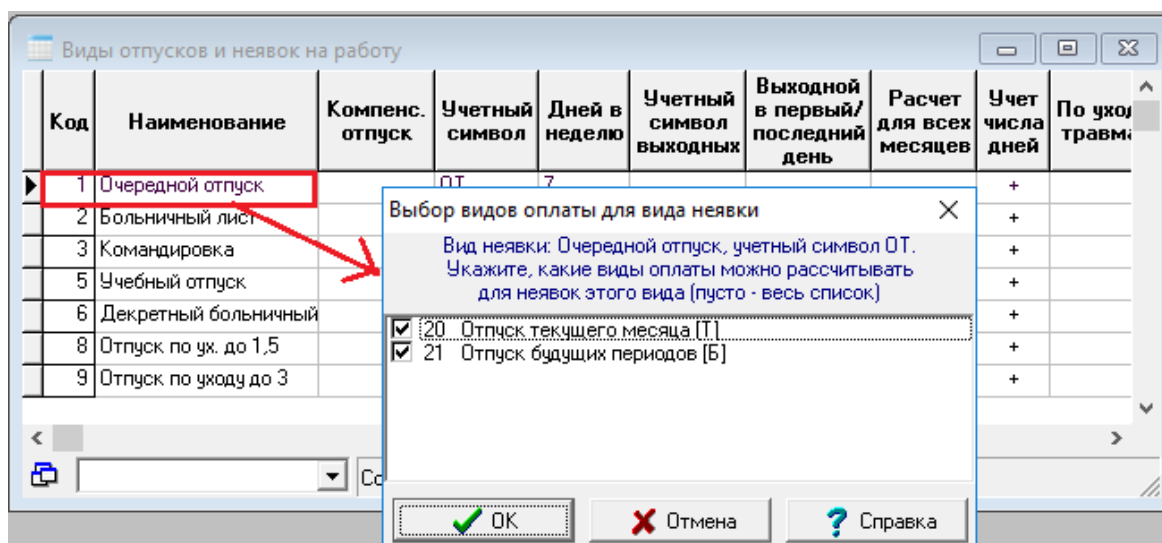 Виды отпусков и неявок на работу
Код
Наименование
Компенс.
отпуск
Учетный
символ
Дней в
неделю
Учетный
символ
выходных
Выходной
в первый/
последний
день
Расчет
для всех
месяцев
Учет
числа
дней
По уход
травма
1 Очередной отпуск ОТ 7 +
2 Больничный лист +
3 Командировка +
5 Учебный отпуск +
6 Декретный больничный +
8 Отпуск по ух. до 1,5 +
9 Отпуск по уходу до 3 +
Выбор видов оплаты для вида неявки
Вид неявки: Очередной отпуск, учетный символ ОТ.
Укажите, какие виды оплаты можно рассчитывать
для неявок этого вида (пусто - весь список)
20 Отпуск текущего месяца [Т]
21 Отпуск будущих периодов [Б]
OK
Отмена
? Справка